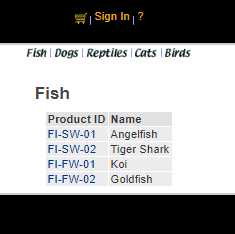 | Sign In | ?
Fish | Dogs | Reptiles | Cats | Birds
Fish
Product ID Name
FI-SW-01 Angelfish
FI-SW-02 Tiger Shark
FI-FW-01 Koi
FI-FW-02 Goldfish